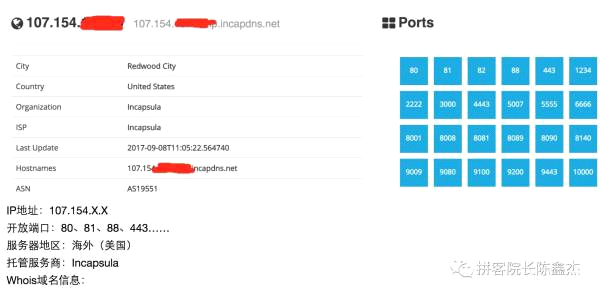 107.154. 107.154. p.incapdns.net
City Redwood City
Country United States
Organization Incapsula
ISP Incapsula
Last Update 2017-09-08T11:05:22.564740
Hostnames 107.154. incapdns.net
ASN AS19551
Ports
80 81 82 88 443 1234
2222 3000 4443 5007 5555 6666
8001 8008 8081 8089 8090 8140
9009 9080 9100 9200 9443 10000
IP地址：107.154.X.X
开放端口：80、81、88、443……
服务器地区：海外（美国）
托管服务商：Incapsula
Whois域名信息：
拼客院长陈鑫杰